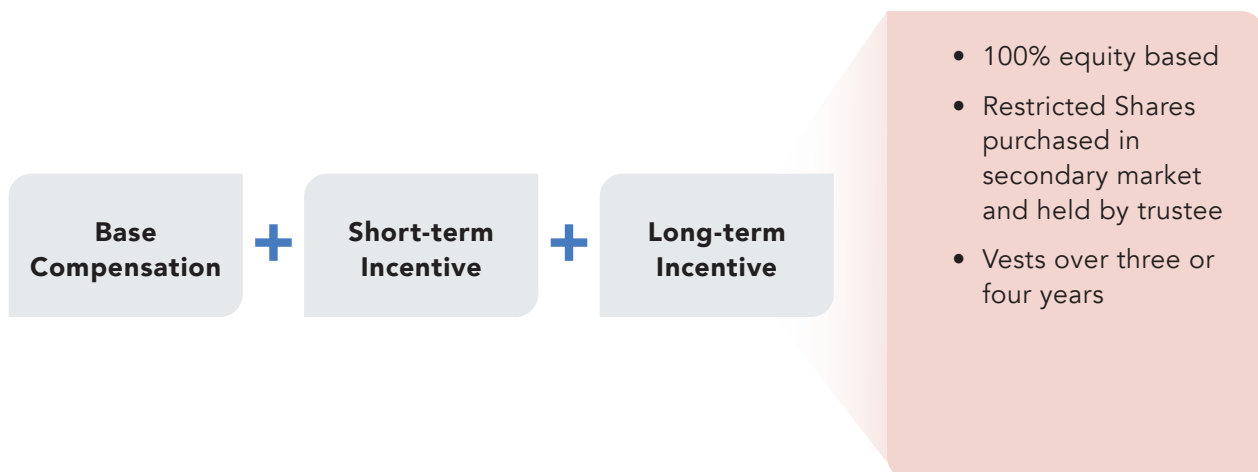 Base
Compensation
+
Short-term
Incentive
+
Long-term
Incentive
• 100% equity based
• Restricted Shares
purchased in
secondary market
and held by trustee
• Vests over three or
four years